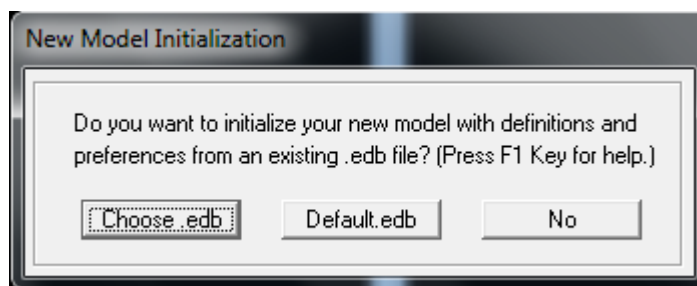 New Model Initialization
Do you want to initialize your new model with definitions and
preferences from an existing .edb file? (Press F1 Key for help.)
Choose .edb Default.edb No